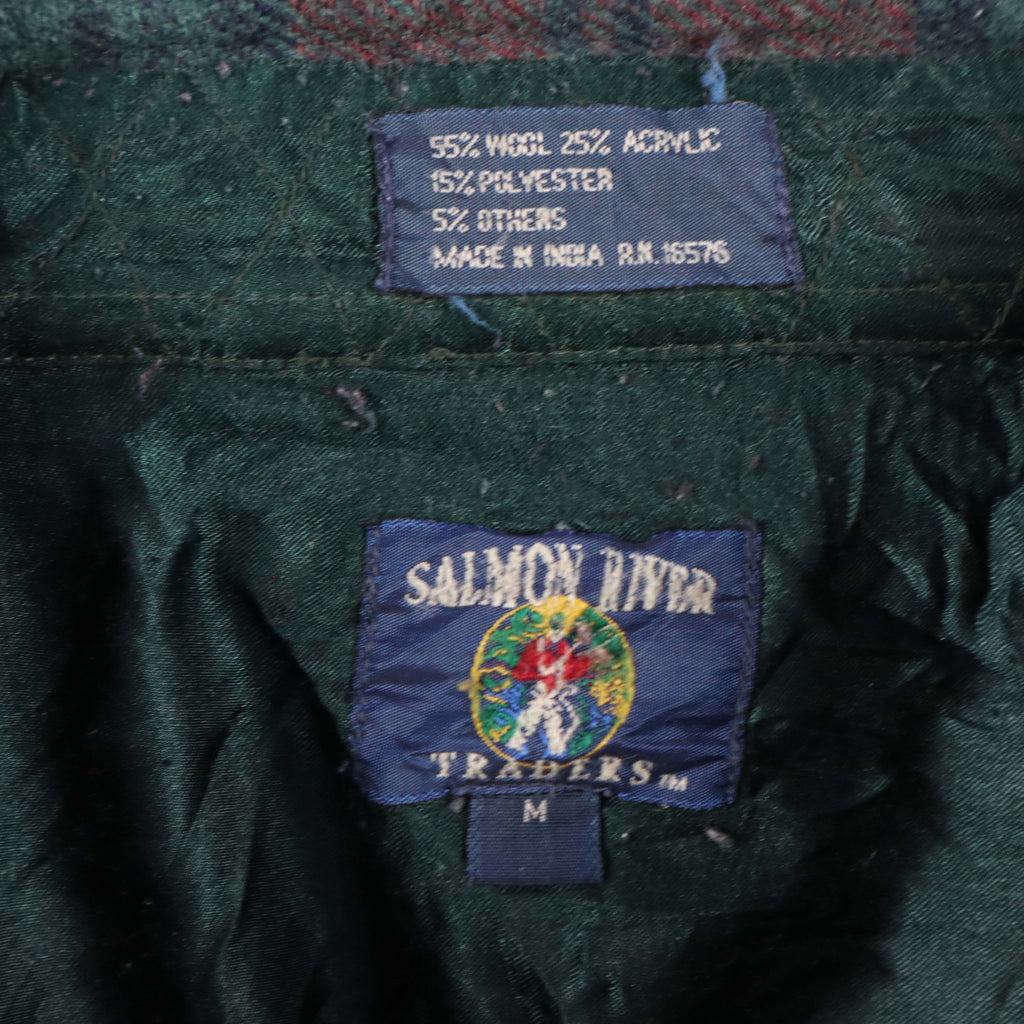 55% WOOL 25% ACRYLIC
15% POLYESTER
5% OTHERS
MADE IN INDIA R.N. 16576
SALMON RIVER
TRADERS™
M